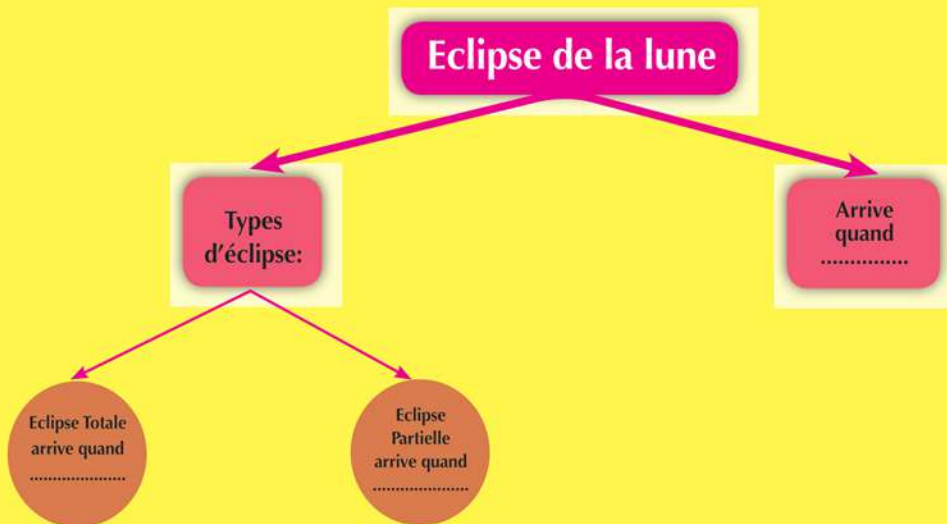 Eclipse de la lune
Types
d'éclipse:
Arrive
quand
...............
Eclipse Totale
arrive quand
.....................
Eclipse
Partielle
arrive quand
.....................